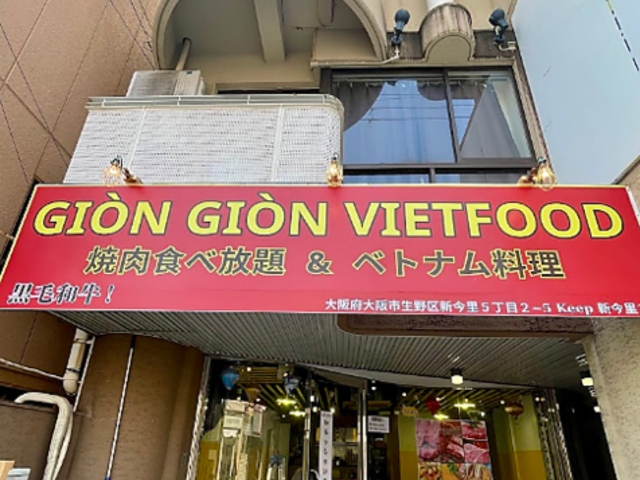 GIÒN GIÒN VIETFOOD
焼肉食べ放題 & ベトナム料理
黒毛和牛!
大阪府大阪市生野区新今里5丁目2-5 Keep 新今里